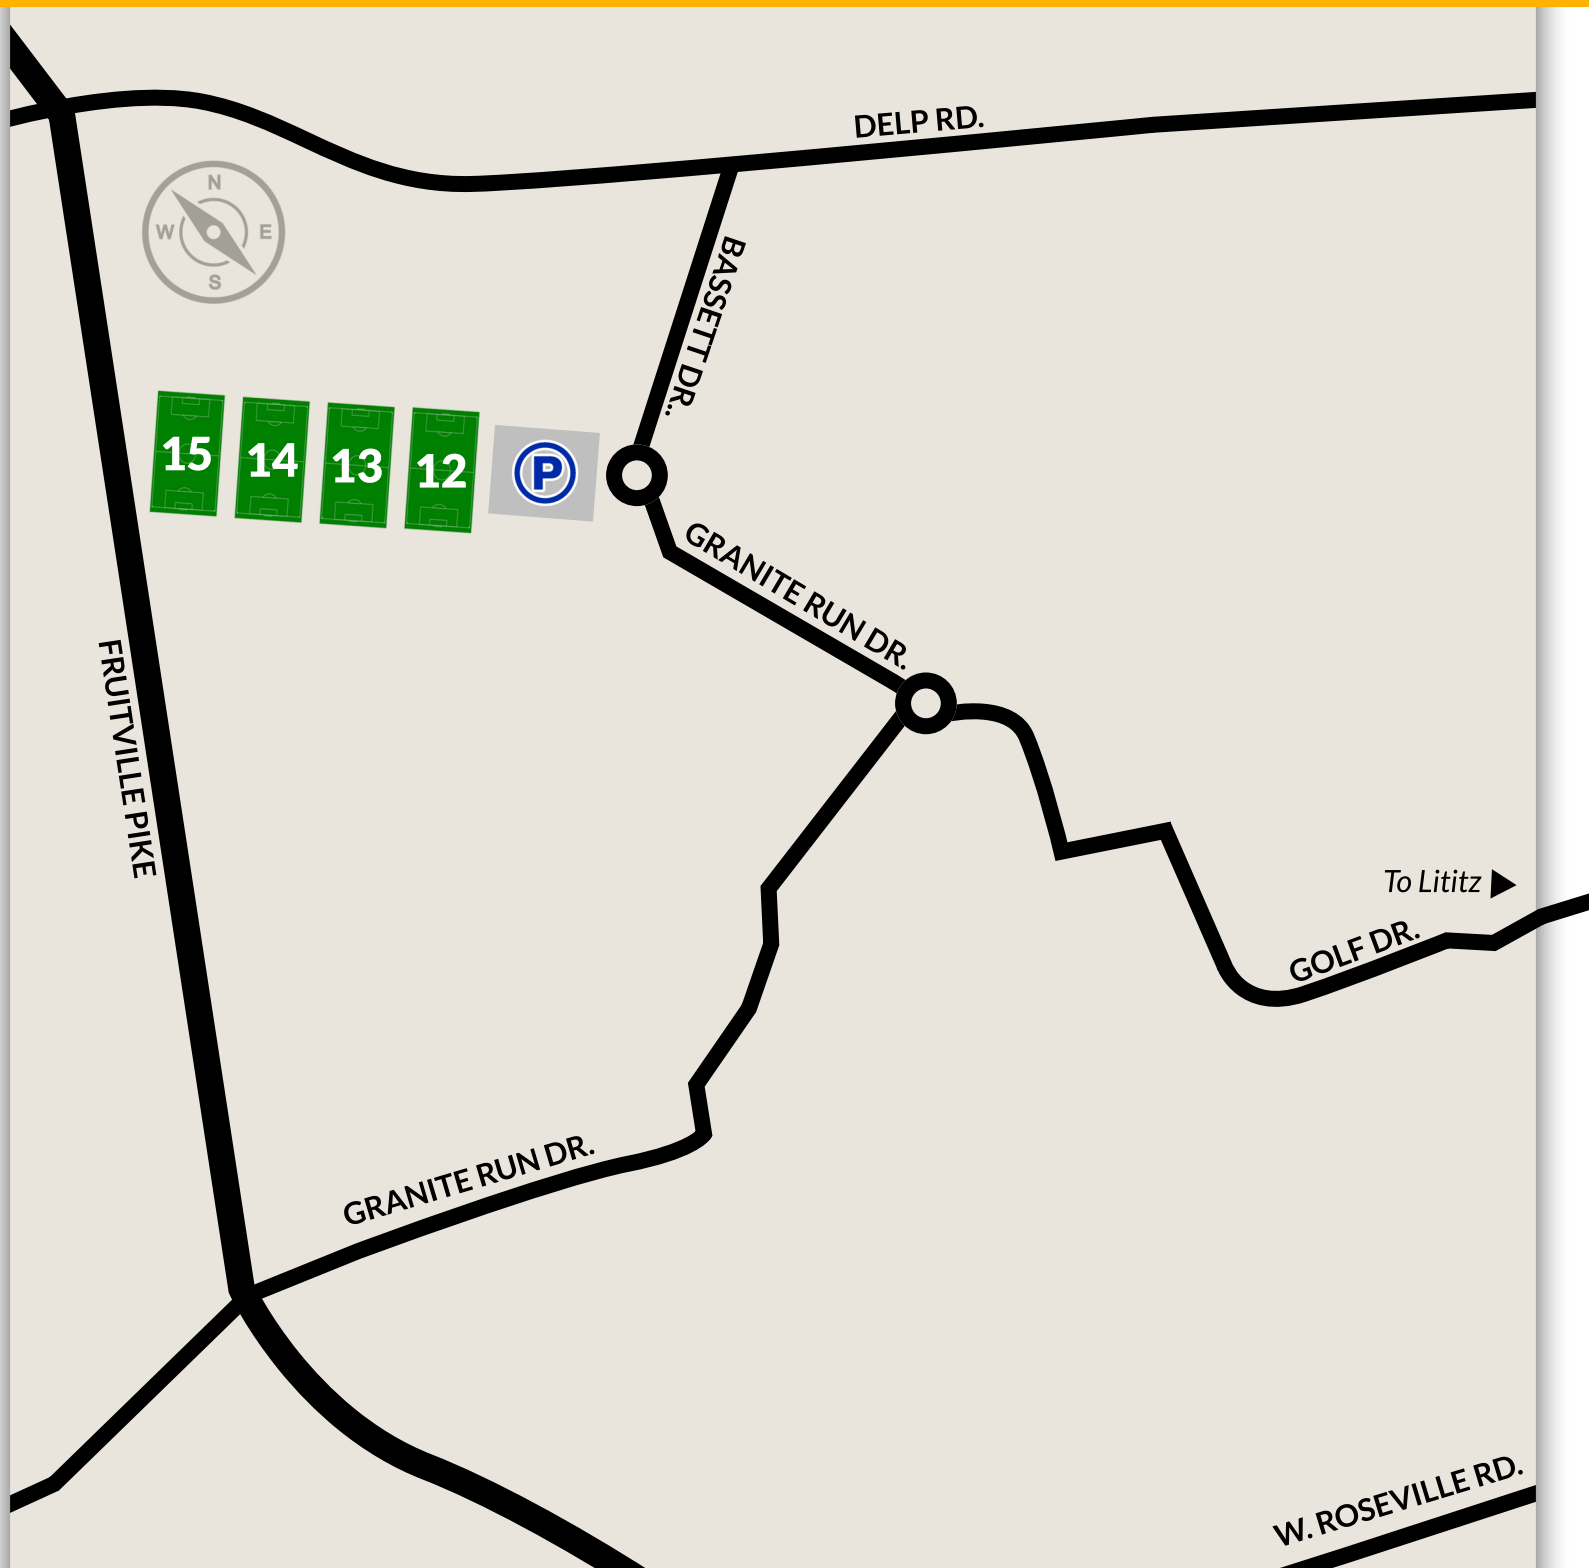 DELP RD.
N
W
E
S
BASSETT DR..
15
14
13
12
P
GRANITE RUN DR.
FRUITVILLE PIKE
To Lititz
GOLF DR.
GRANITE RUN DR.
W. ROSEVILLE RD.